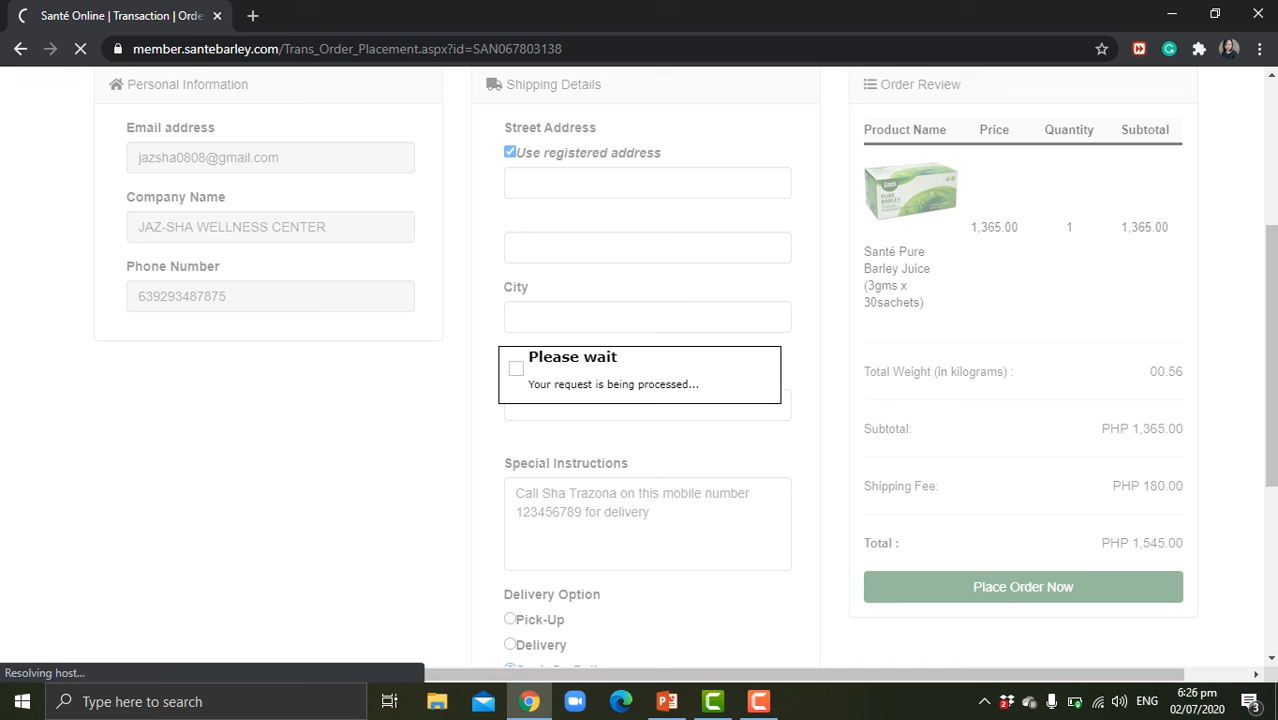 Santé Online | Transaction | Orde
member.santebarley.com/Trans_Order_Placement.aspx?id=SAN067803138
Personal Information
Email address
jazsha0808@gmail.com
Company Name
JAZ-SHA WELLNESS CENTER
Phone Number
639293487875
Shipping Details
Street Address
Use registered address
City
Please wait
Your request is being processed...
Special Instructions
Call Sha Trazona on this mobile number
123456789 for delivery
Delivery Option
Pick-Up
Delivery
Order Review
Product Name Price Quantity Subtotal
PURE
BARLEY
1,365.00 1 1,365.00
Santé Pure
Barley Juice
(3gms x
30sachets)
Total Weight (in kilograms) : 00.56
Subtotal: PHP 1,365.00
Shipping Fee: PHP 180.00
Total : PHP 1,545.00
Place Order Now
Resolving host...
Type here to search
ENG
6:26 pm
02/07/2020
3